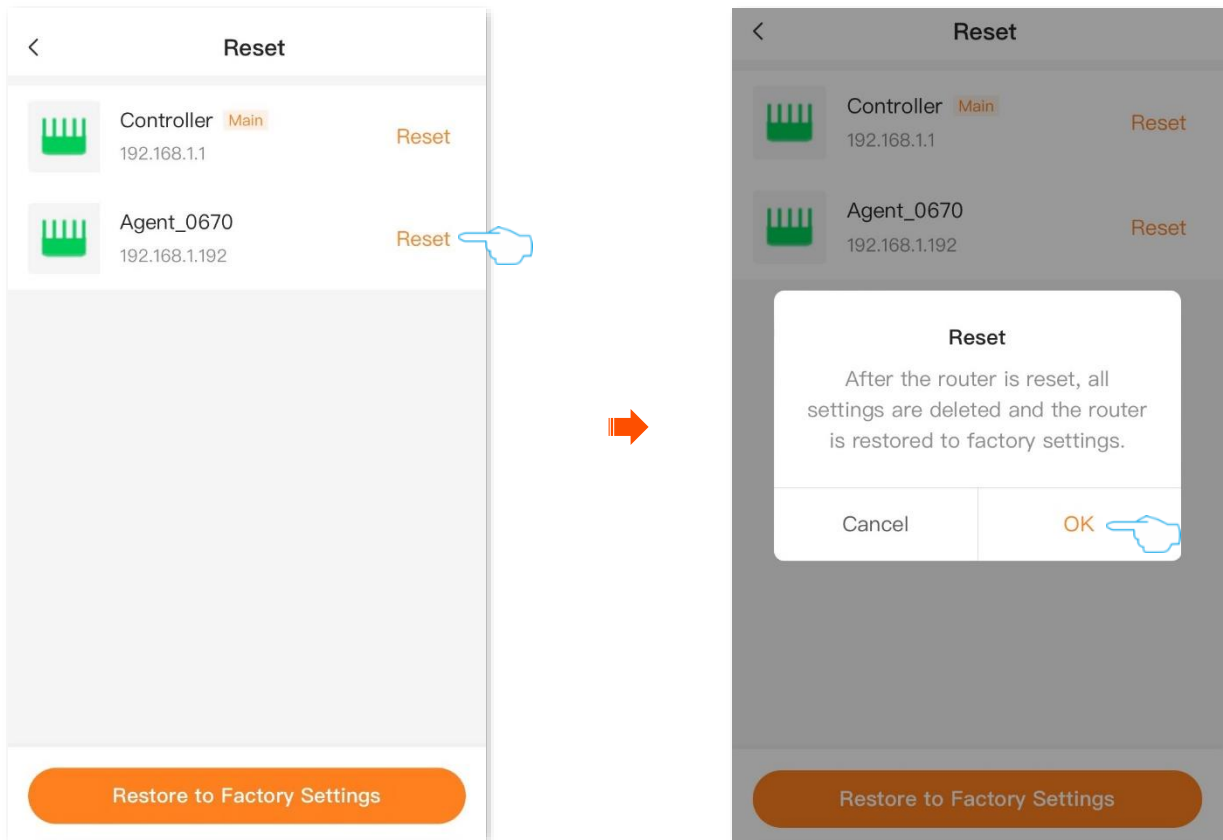 Reset
Controller Main
192.168.1.1
Reset
Agent_0670
192.168.1.192
Reset
Restore to Factory Settings
Reset
Controller Main
192.168.1.1
Reset
Agent_0670
192.168.1.192
Reset
Reset
After the router is reset, all
settings are deleted and the router
is restored to factory settings.
Cancel
OK
Restore to Factory Settings